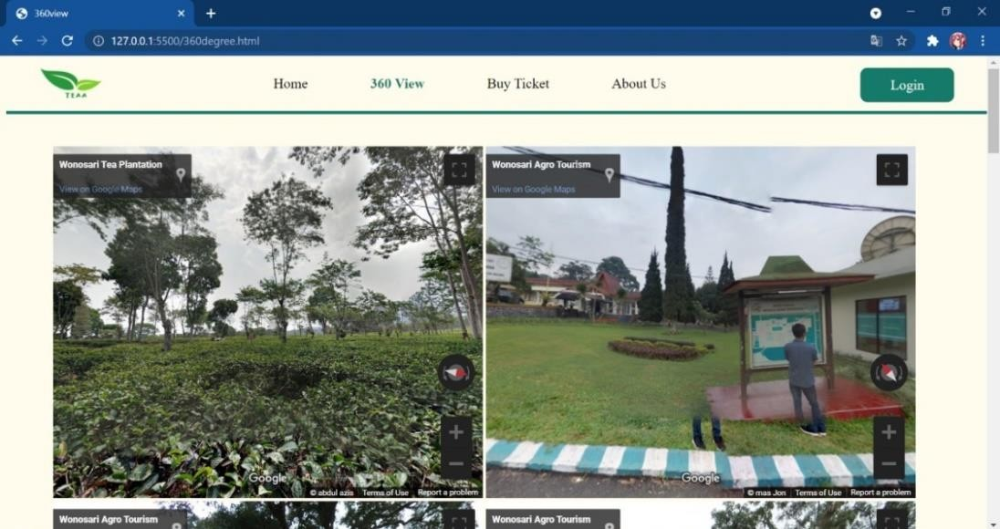 360view
127.0.0.1:5500/360degree.html
TEAA
Home
360 View
Buy Ticket
About Us
Login
Wonosari Tea Plantation
View on Google Maps
Google
© abdul azis Terms of Use Report a problem
Wonosari Agro Tourism
View on Google Maps
Google
© mas Jon Terms of Use Report a problem
Wonosari Agro Tourism
Wonosari Agro Tourism